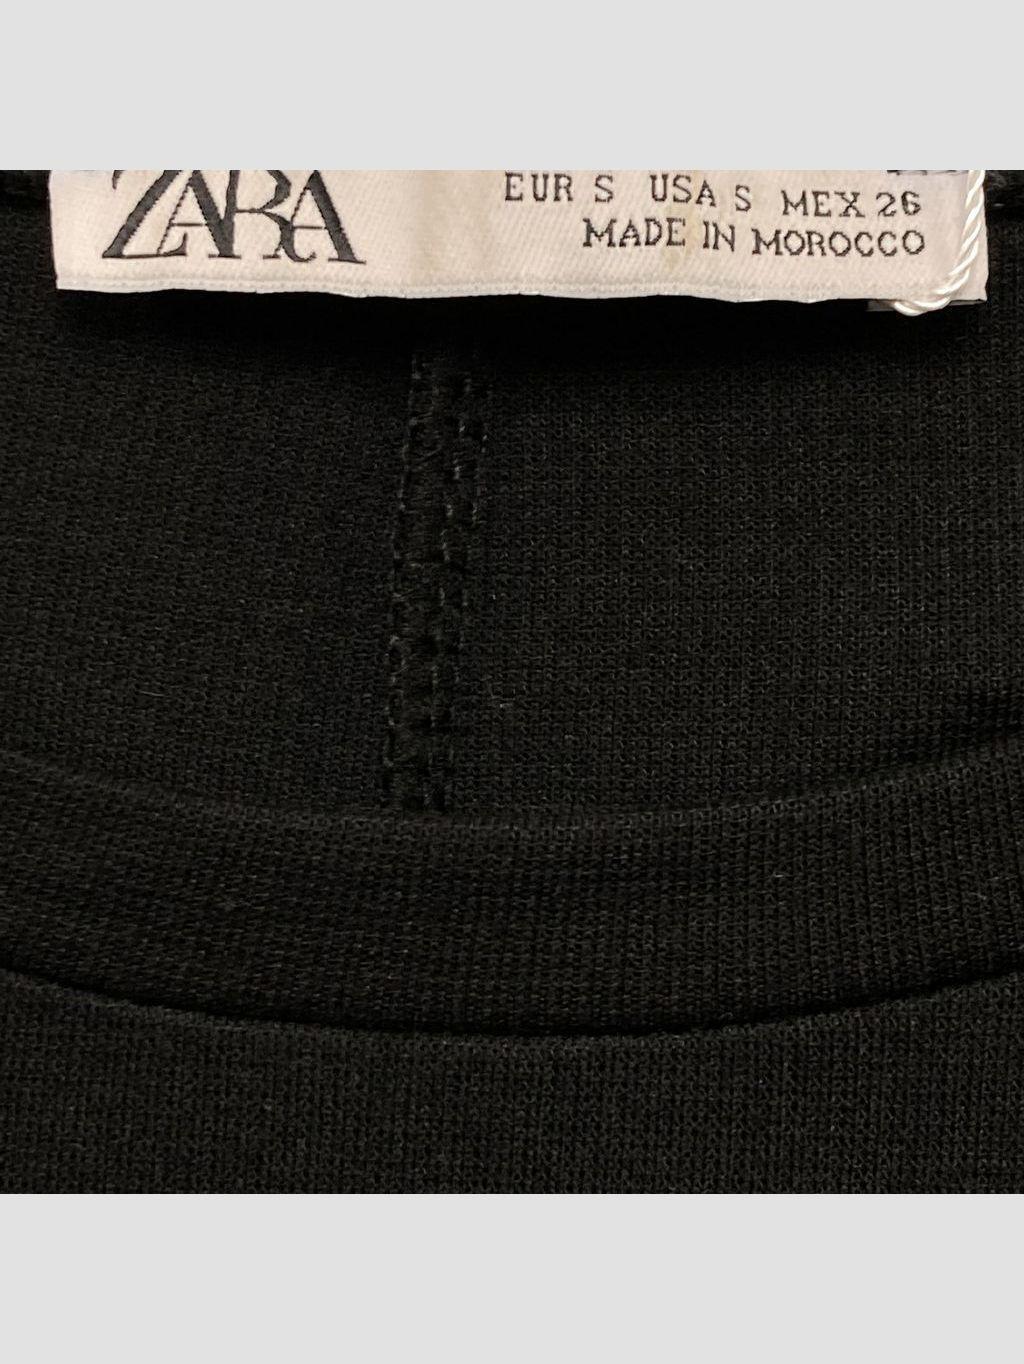 ZARA
EUR S USA S MEX 26
MADE IN MOROCCO